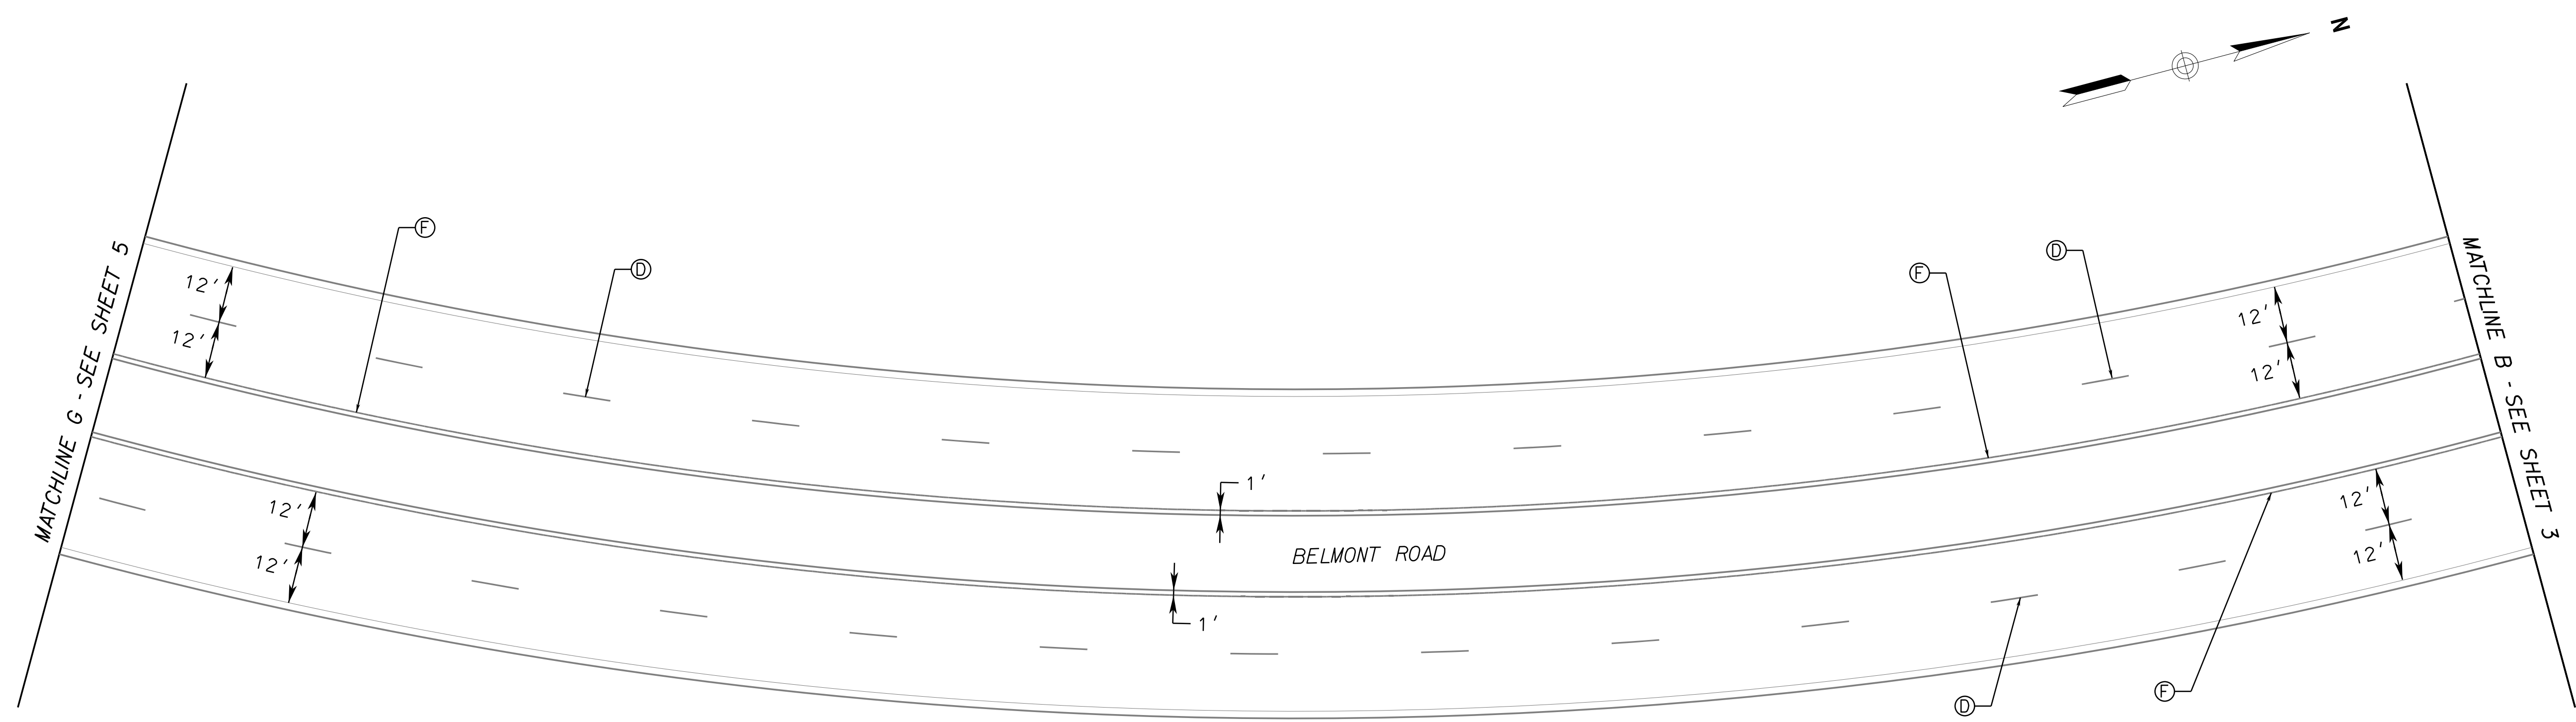 N
MATCHLINE G - SEE SHEET 5
F
D
F
D
12'
12'
12'
12'
MATCHLINE B - SEE SHEET 3
1'
BELMONT ROAD
1'
12'
12'
12'
12'
D
F